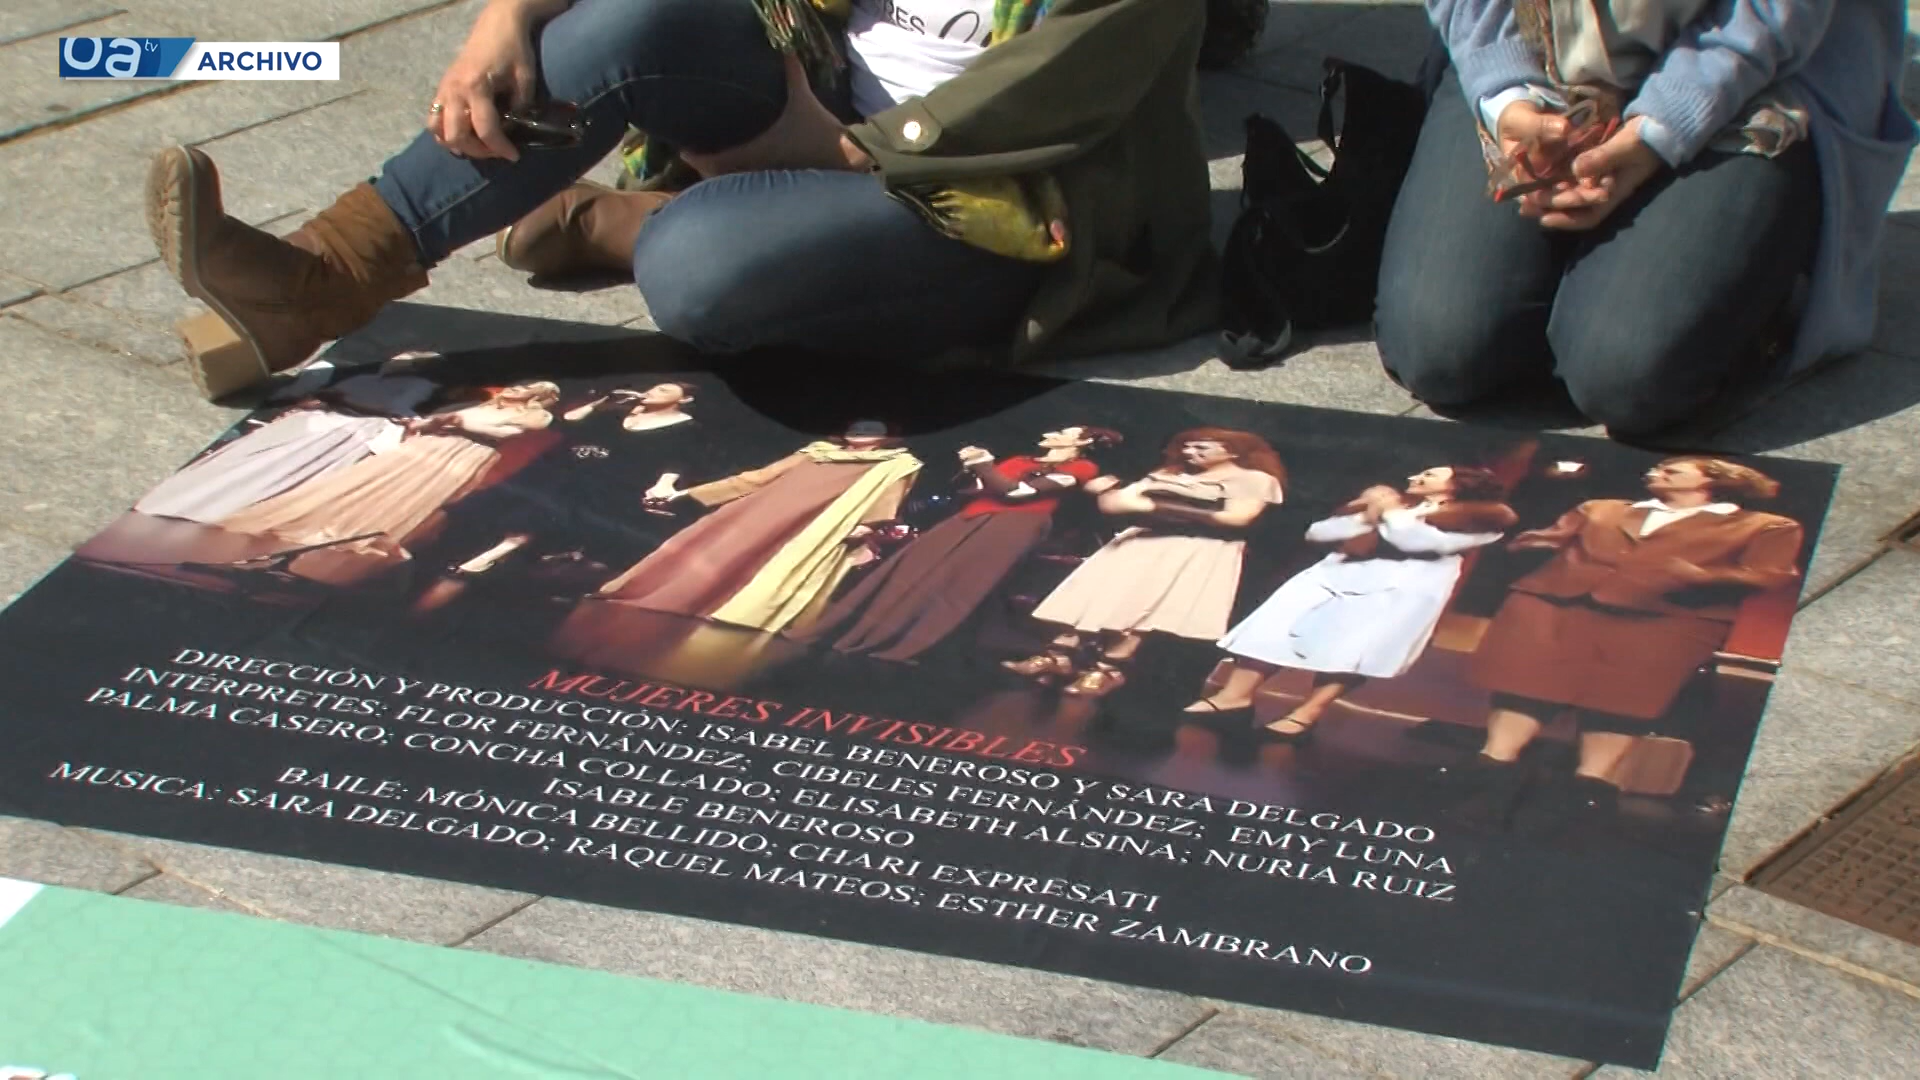 oa tv ARCHIVO
MUJERES INVISIBLES
DIRECCIÓN Y PRODUCCIÓN: ISABEL BENEROSO Y SARA DELGADO
INTÉRPRETES: FLOR FERNÁNDEZ; CIBELES FERNÁNDEZ; EMY LUNA
PALMA CASERO; CONCHA COLLADO; ELISABETH ALSINA; NURIA RUIZ
ISABLE BENEROSO
BAILE: MÓNICA BELLIDO; CHARI EXPRÉSATI
MUSICA: SARA DELGADO; RAQUEL MATEOS; ESTHER ZAMBRANO